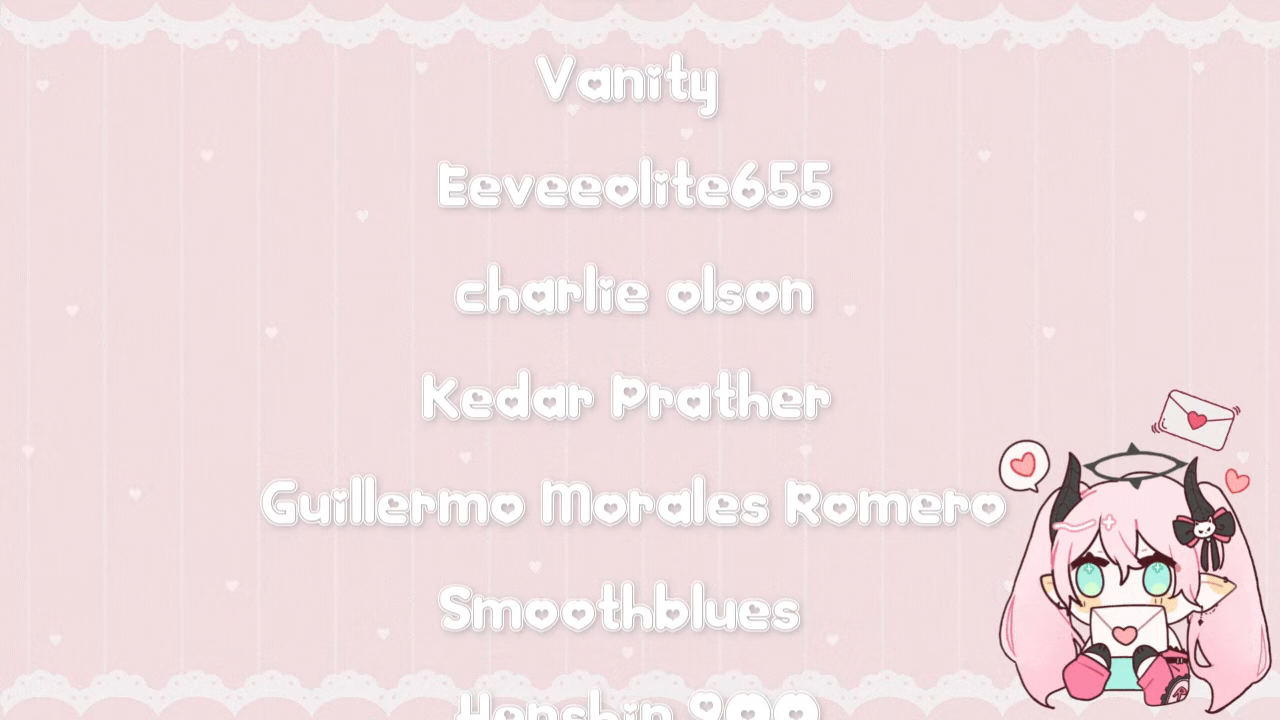 Vanity
Eeveeolite655
charlie olson
Kedar Prather
Guillermo Morales Romero
Smoothblues